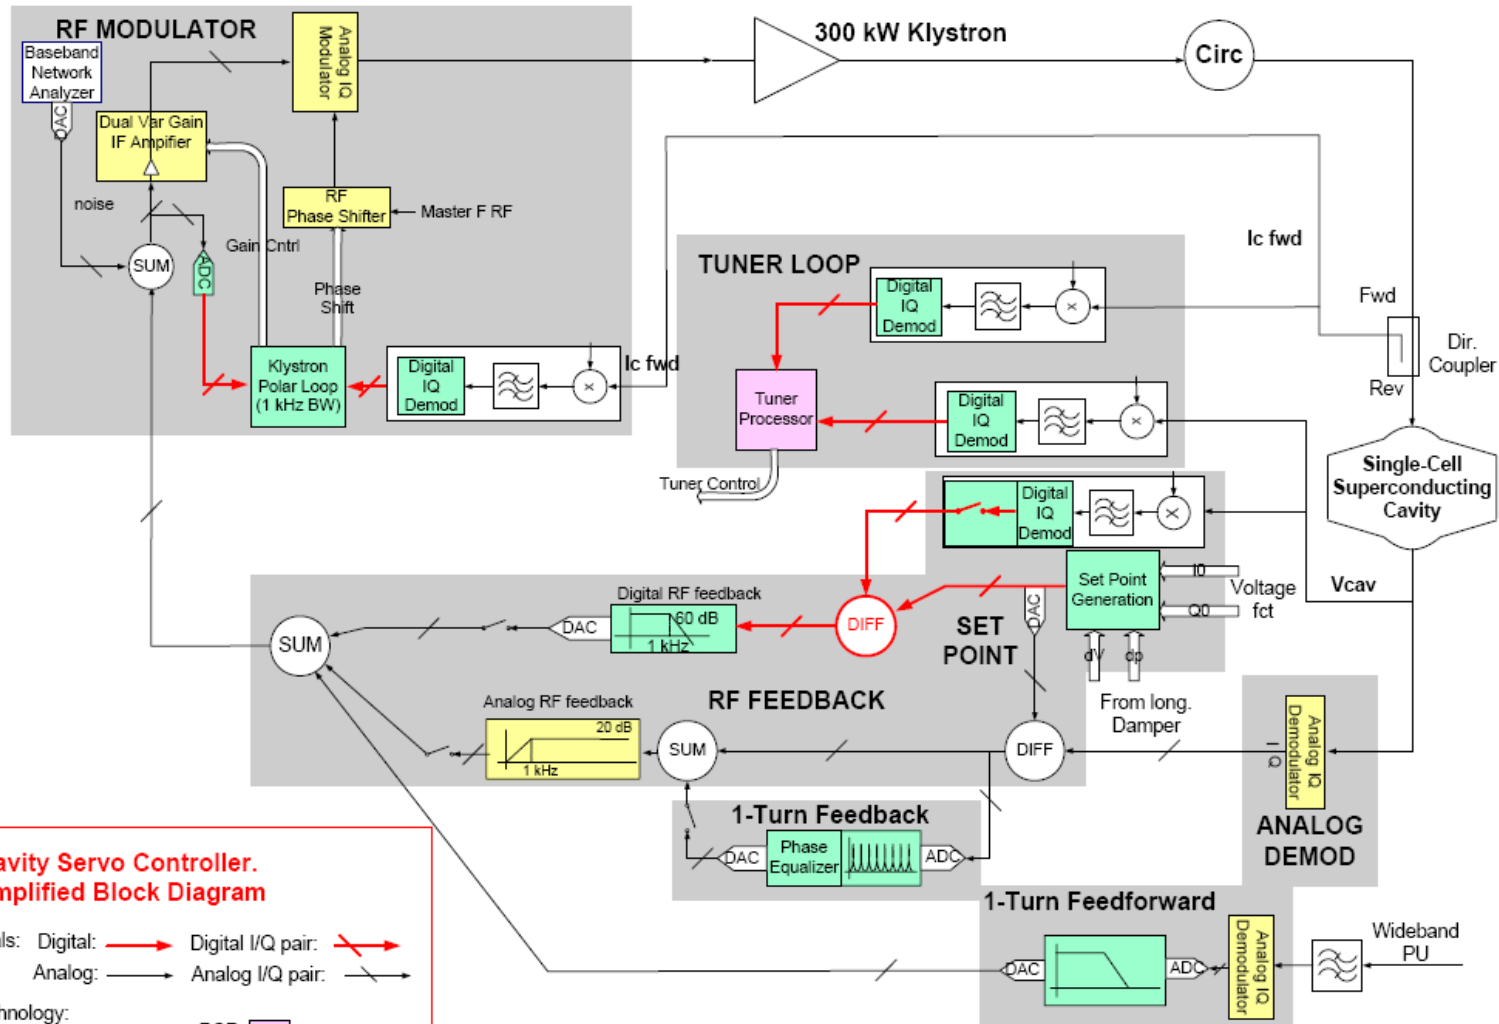 RF MODULATOR
Baseband
Network
Analyzer
DAC
Dual Var Gain
IF Ampifier
noise
SUM
ADC
Gain Cntrl
Analog IQ
Modulator
RF
Phase Shifter
Master F RF
Phase
Shift
Klystron
Polar Loop
(1 kHz BW)
Digital
IQ
Demod
x
Ic fwd
300 kW Klystron
Circ
Ic fwd
Fwd
Dir.
Coupler
Rev
TUNER LOOP
Digital
IQ
Demod
x
Tuner
Processor
Digital
IQ
Demod
x
Tuner Control
Single-Cell
Superconducting
Cavity
Digital
IQ
Demod
X
Set Point
Generation
I0
Q0
Voltage
fct
Vcav
dV
dp
From long.
Damper
DAC
SET
POINT
DIFF
Digital RF feedback
60 dB
1 kHz
DAC
SUM
RF FEEDBACK
Analog RF feedback
20 dB
1 kHz
SUM
DIFF
I
Q
Analog IQ
Demodulator
ANALOG
DEMOD
1-Turn Feedback
DAC
Phase
Equalizer
ADC
1-Turn Feedforward
DAC
ADC
Analog IQ
Demodulator
Wideband
PU
avity Servo Controller.
mplified Block Diagram
ls: Digital:
Digital I/Q pair:
Analog:
Analog I/Q pair:
hnology: